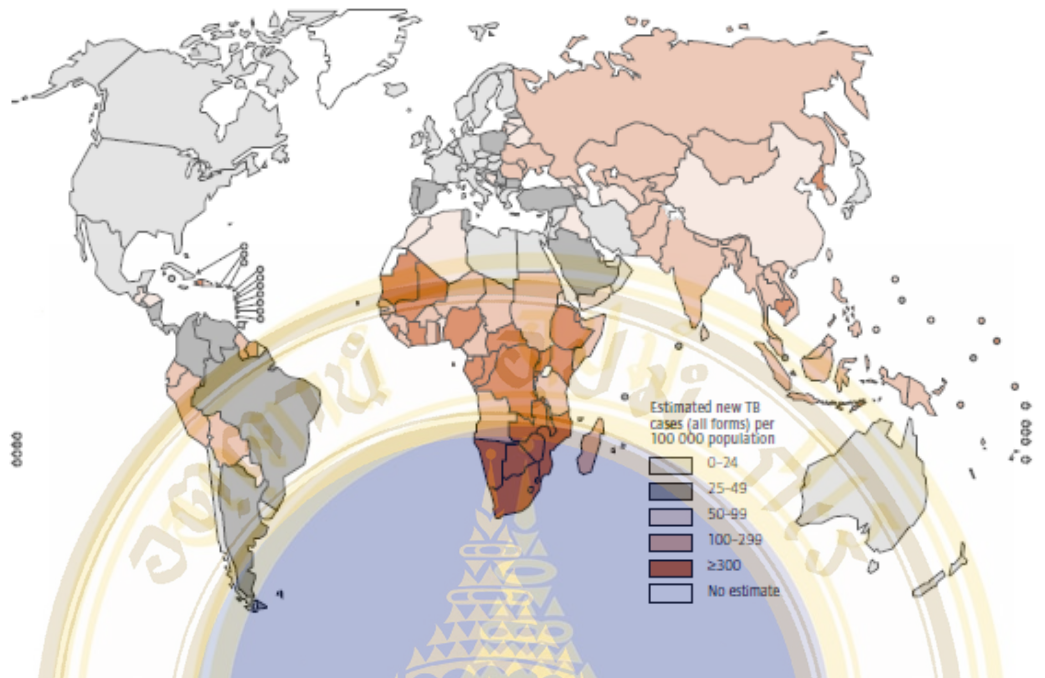 Estimated new TB
cases (all forms) per
100 000 population
0–24
25–49
50–99
100–299
≥300
No estimate